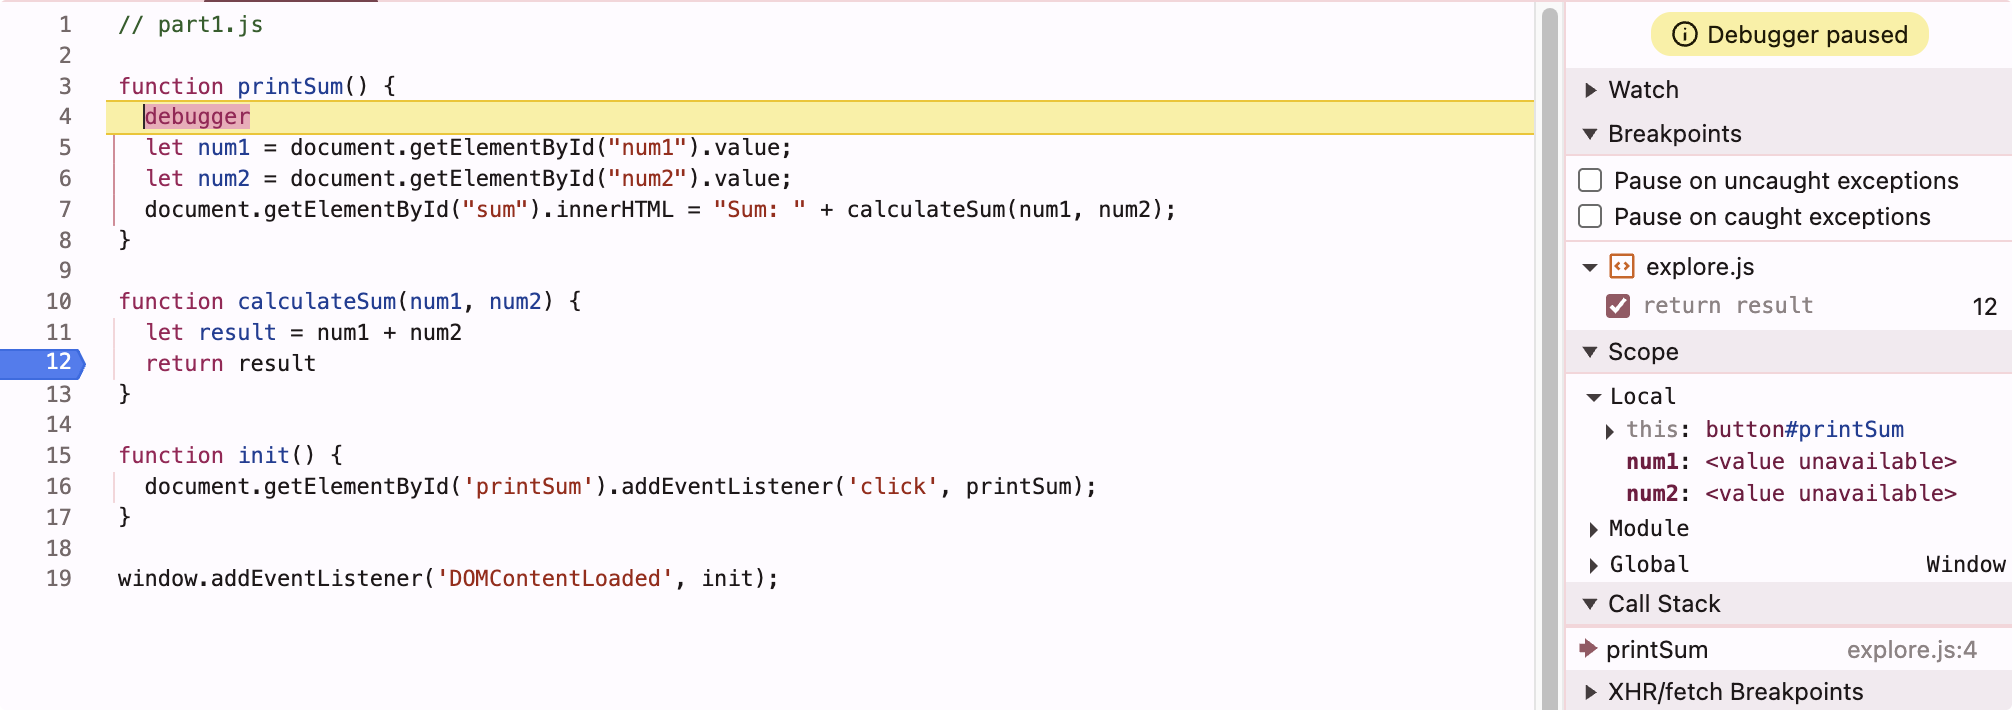 1 // part1.js
2
3 function printSum() {
4 debugger
5 let num1 = document.getElementById("num1").value;
6 let num2 = document.getElementById("num2").value;
7 document.getElementById("sum").innerHTML = "Sum: " + calculateSum(num1, num2);
8 }
9
10 function calculateSum(num1, num2) {
11 let result = num1 + num2
12 return result
13 }
14
15 function init() {
16 document.getElementById('printSum').addEventListener('click', printSum);
17 }
18
19 window.addEventListener('DOMContentLoaded', init);
Debugger paused
Watch
Breakpoints
Pause on uncaught exceptions
Pause on caught exceptions
explore.js
return result 12
Scope
Local
this: button#printSum
num1: <value unavailable>
num2: <value unavailable>
Module
Global Window
Call Stack
printSum explore.js:4
XHR/fetch Breakpoints